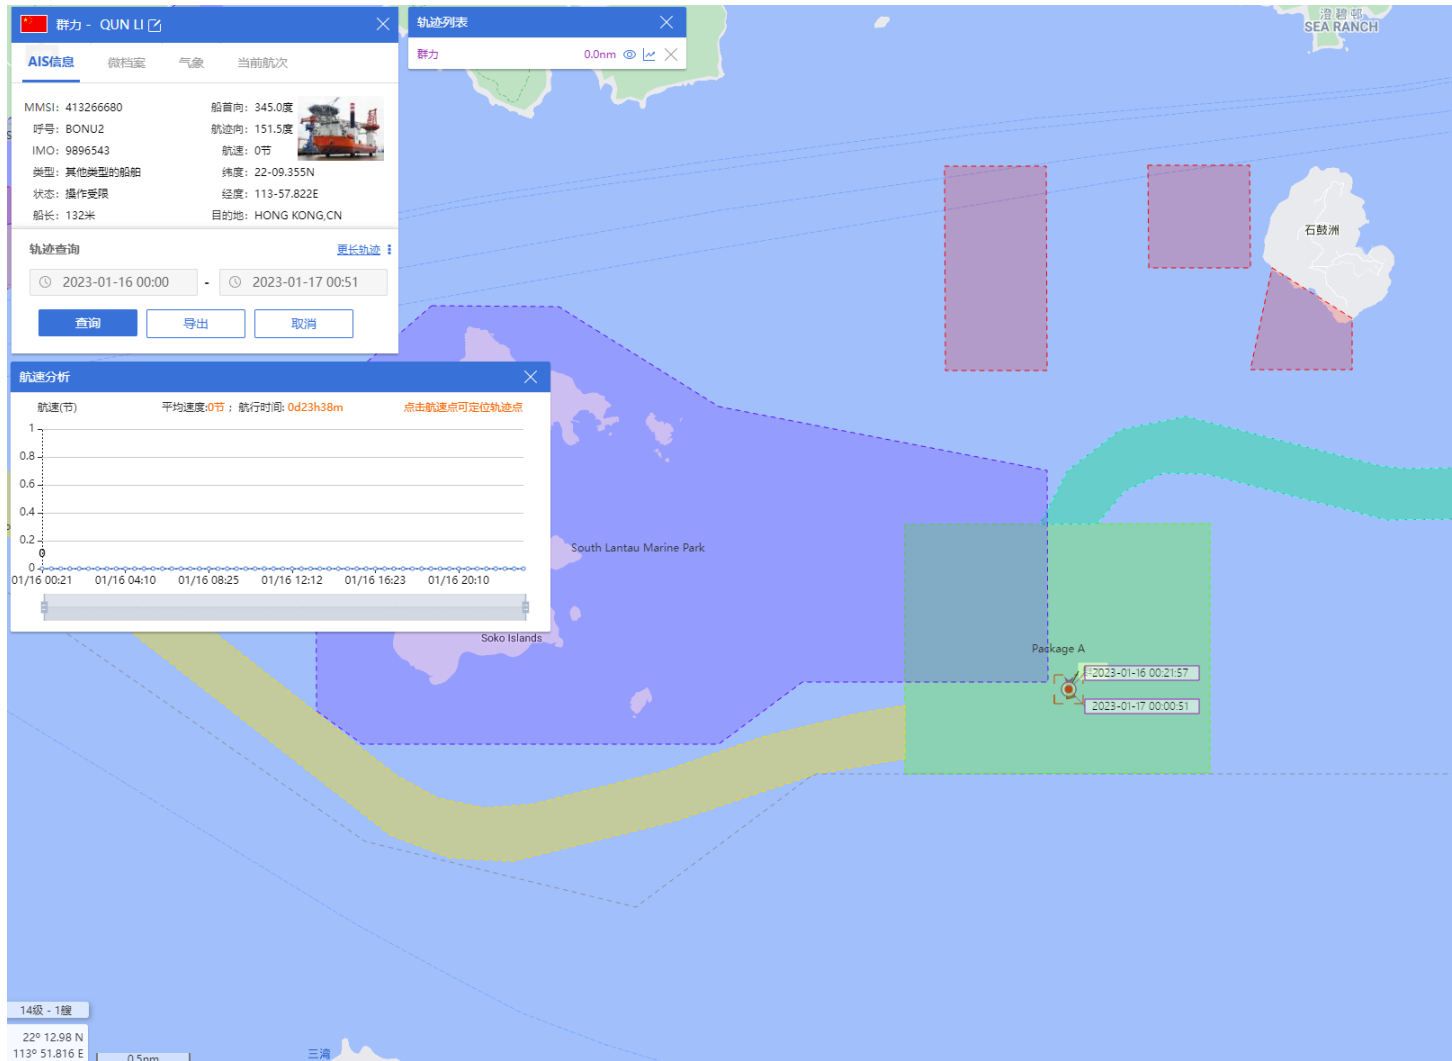 群力 - QUN LI
AIS信息 微档案 气象 当前航次
MMSI: 413266680 船首向: 345.0度
呼号: BONU2 航迹向: 151.5度
IMO: 9896543 航速: 0节
类型: 其他类型的船舶 纬度: 22-09.355N
状态: 操作受限 经度: 113-57.822E
船长: 132米 目的地: HONG KONG,CN
轨迹查询 更长轨迹
2023-01-16 00:00 - 2023-01-17 00:51
查询 导出 取消
轨迹列表
群力 0.0nm
航速分析
航速(节) 平均速度:0节 ; 航行时间: 0d23h38m 点击航速点可定位轨迹点
1
0.8
0.6
0.4
0.2
0
0
01/16 00:21 01/16 04:10 01/16 08:25 01/16 12:12 01/16 16:23 01/16 20:10
澄碧邨
SEA RANCH
石鼓洲
South Lantau Marine Park
Soko Islands
Package A
2023-01-16 00:21:57
2023-01-17 00:00:51
14级 - 1艘
22º 12.98 N
113º 51.816 E
0.5nm
三湾